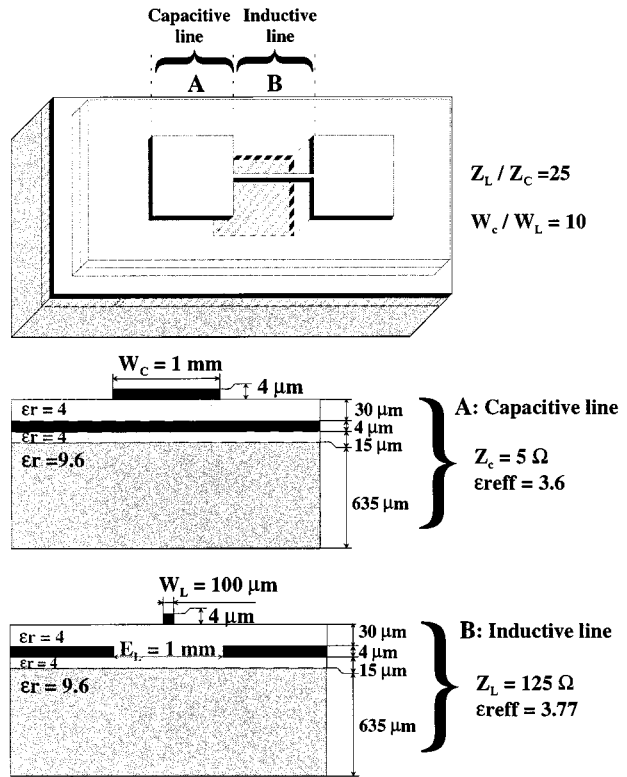 Capacitive Inductive
line line
A B
Z_L / Z_C =25
W_c / W_L = 10
W_C = 1 mm
4 µm
εr = 4
30 µm
4 µm
εr = 4
15 µm
εr =9.6
635 µm
A: Capacitive line
Z_c = 5 Ω
εreff = 3.6
W_L = 100 µm
4 µm
εr = 4
30 µm
E_L = 1 mm
4 µm
εr = 4
15 µm
εr = 9.6
635 µm
B: Inductive line
Z_L = 125 Ω
εreff = 3.77